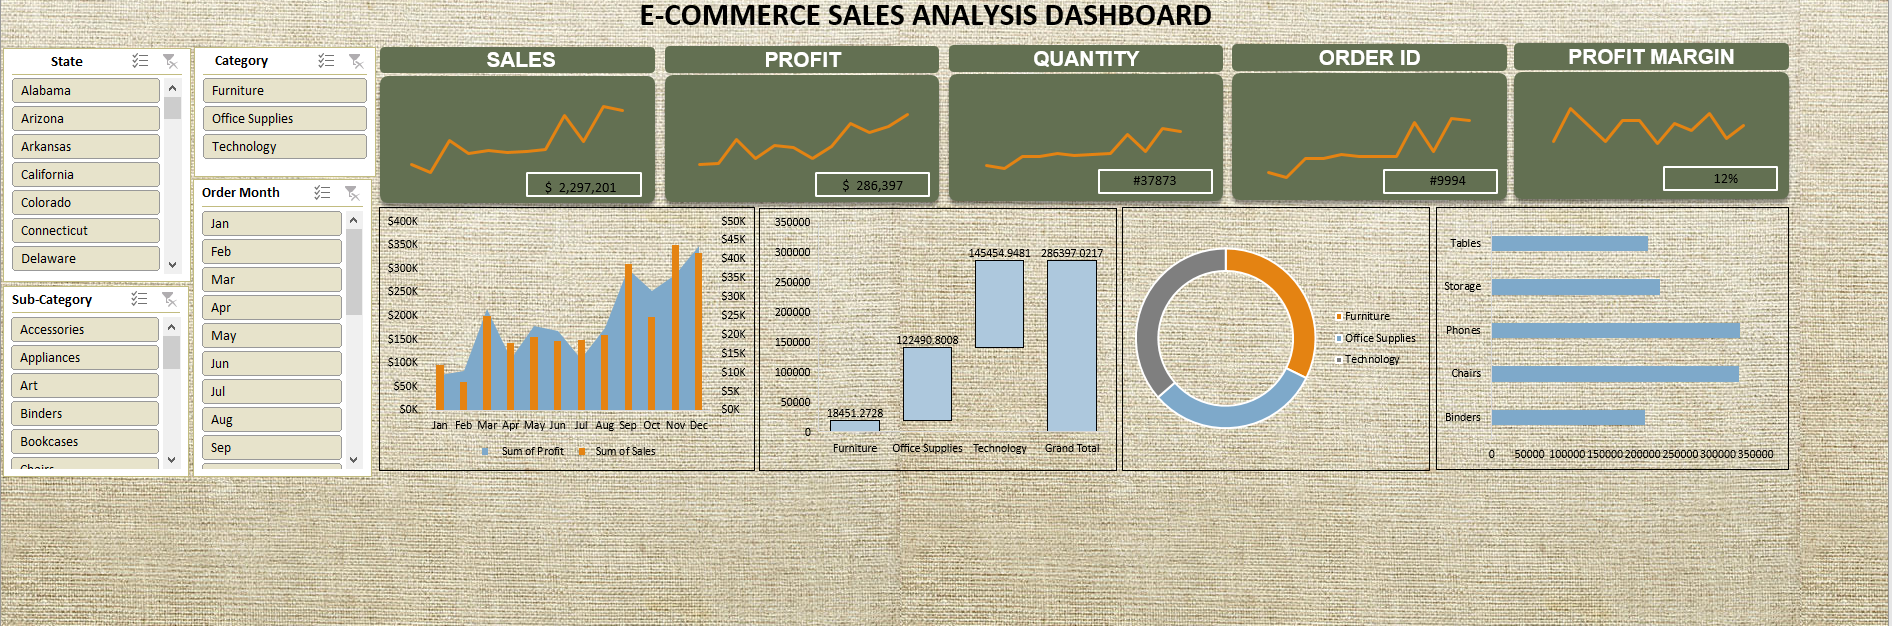 E-COMMERCE SALES ANALYSIS DASHBOARD
State
Alabama
Arizona
Arkansas
California
Colorado
Connecticut
Delaware
Sub-Category
Accessories
Appliances
Art
Binders
Bookcases
Chairs
Category
Furniture
Office Supplies
Technology
Order Month
Jan
Feb
Mar
Apr
May
Jun
Jul
Aug
Sep
SALES
$ 2,297,201
PROFIT
$ 286,397
QUANTITY
#37873
ORDER ID
#9994
PROFIT MARGIN
12%
$400K
$350K
$300K
$250K
$200K
$150K
$100K
$50K
$0K
$50K
$45K
$40K
$35K
$30K
$25K
$20K
$15K
$10K
$5K
$0K
Jan Feb Mar Apr May Jun Jul Aug Sep Oct Nov Dec
Sum of Profit Sum of Sales
350000
300000
250000
200000
150000
100000
50000
0
18451.2728
122490.8008
145454.9481
286397.0217
Furniture Office Supplies Technology Grand Total
Furniture
Office Supplies
Technology
Tables
Storage
Phones
Chairs
Binders
0 50000 100000 150000 200000 250000 300000 350000